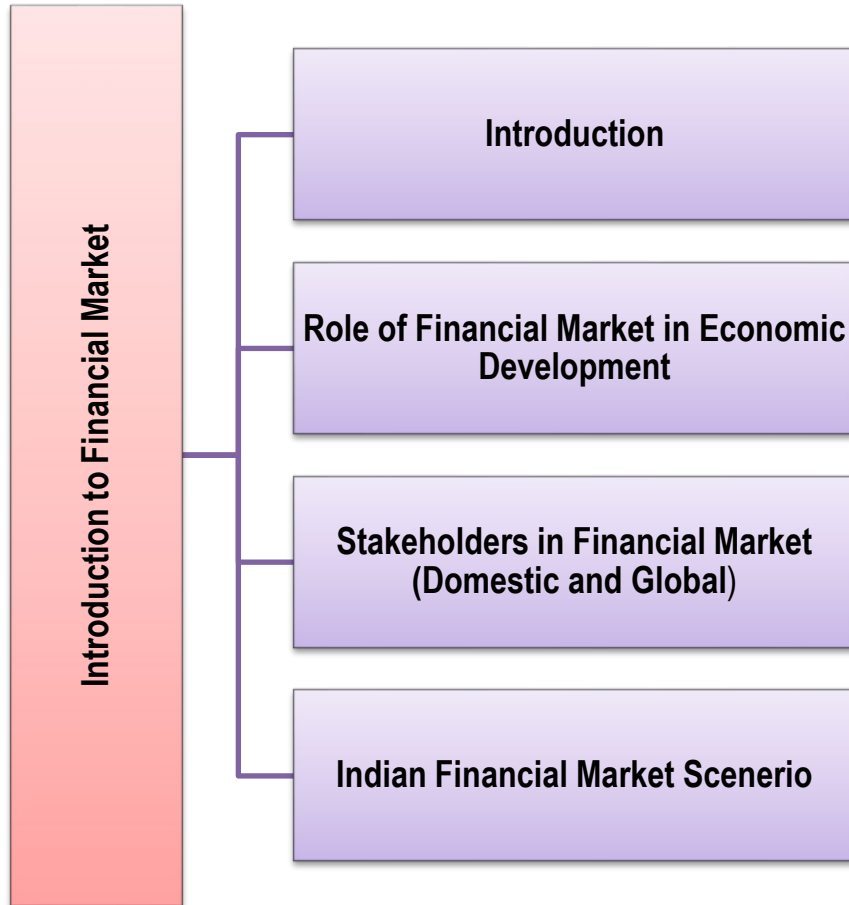 Introduction to Financial Market
Introduction
Role of Financial Market in Economic
Development
Stakeholders in Financial Market
(Domestic and Global)
Indian Financial Market Scenerio